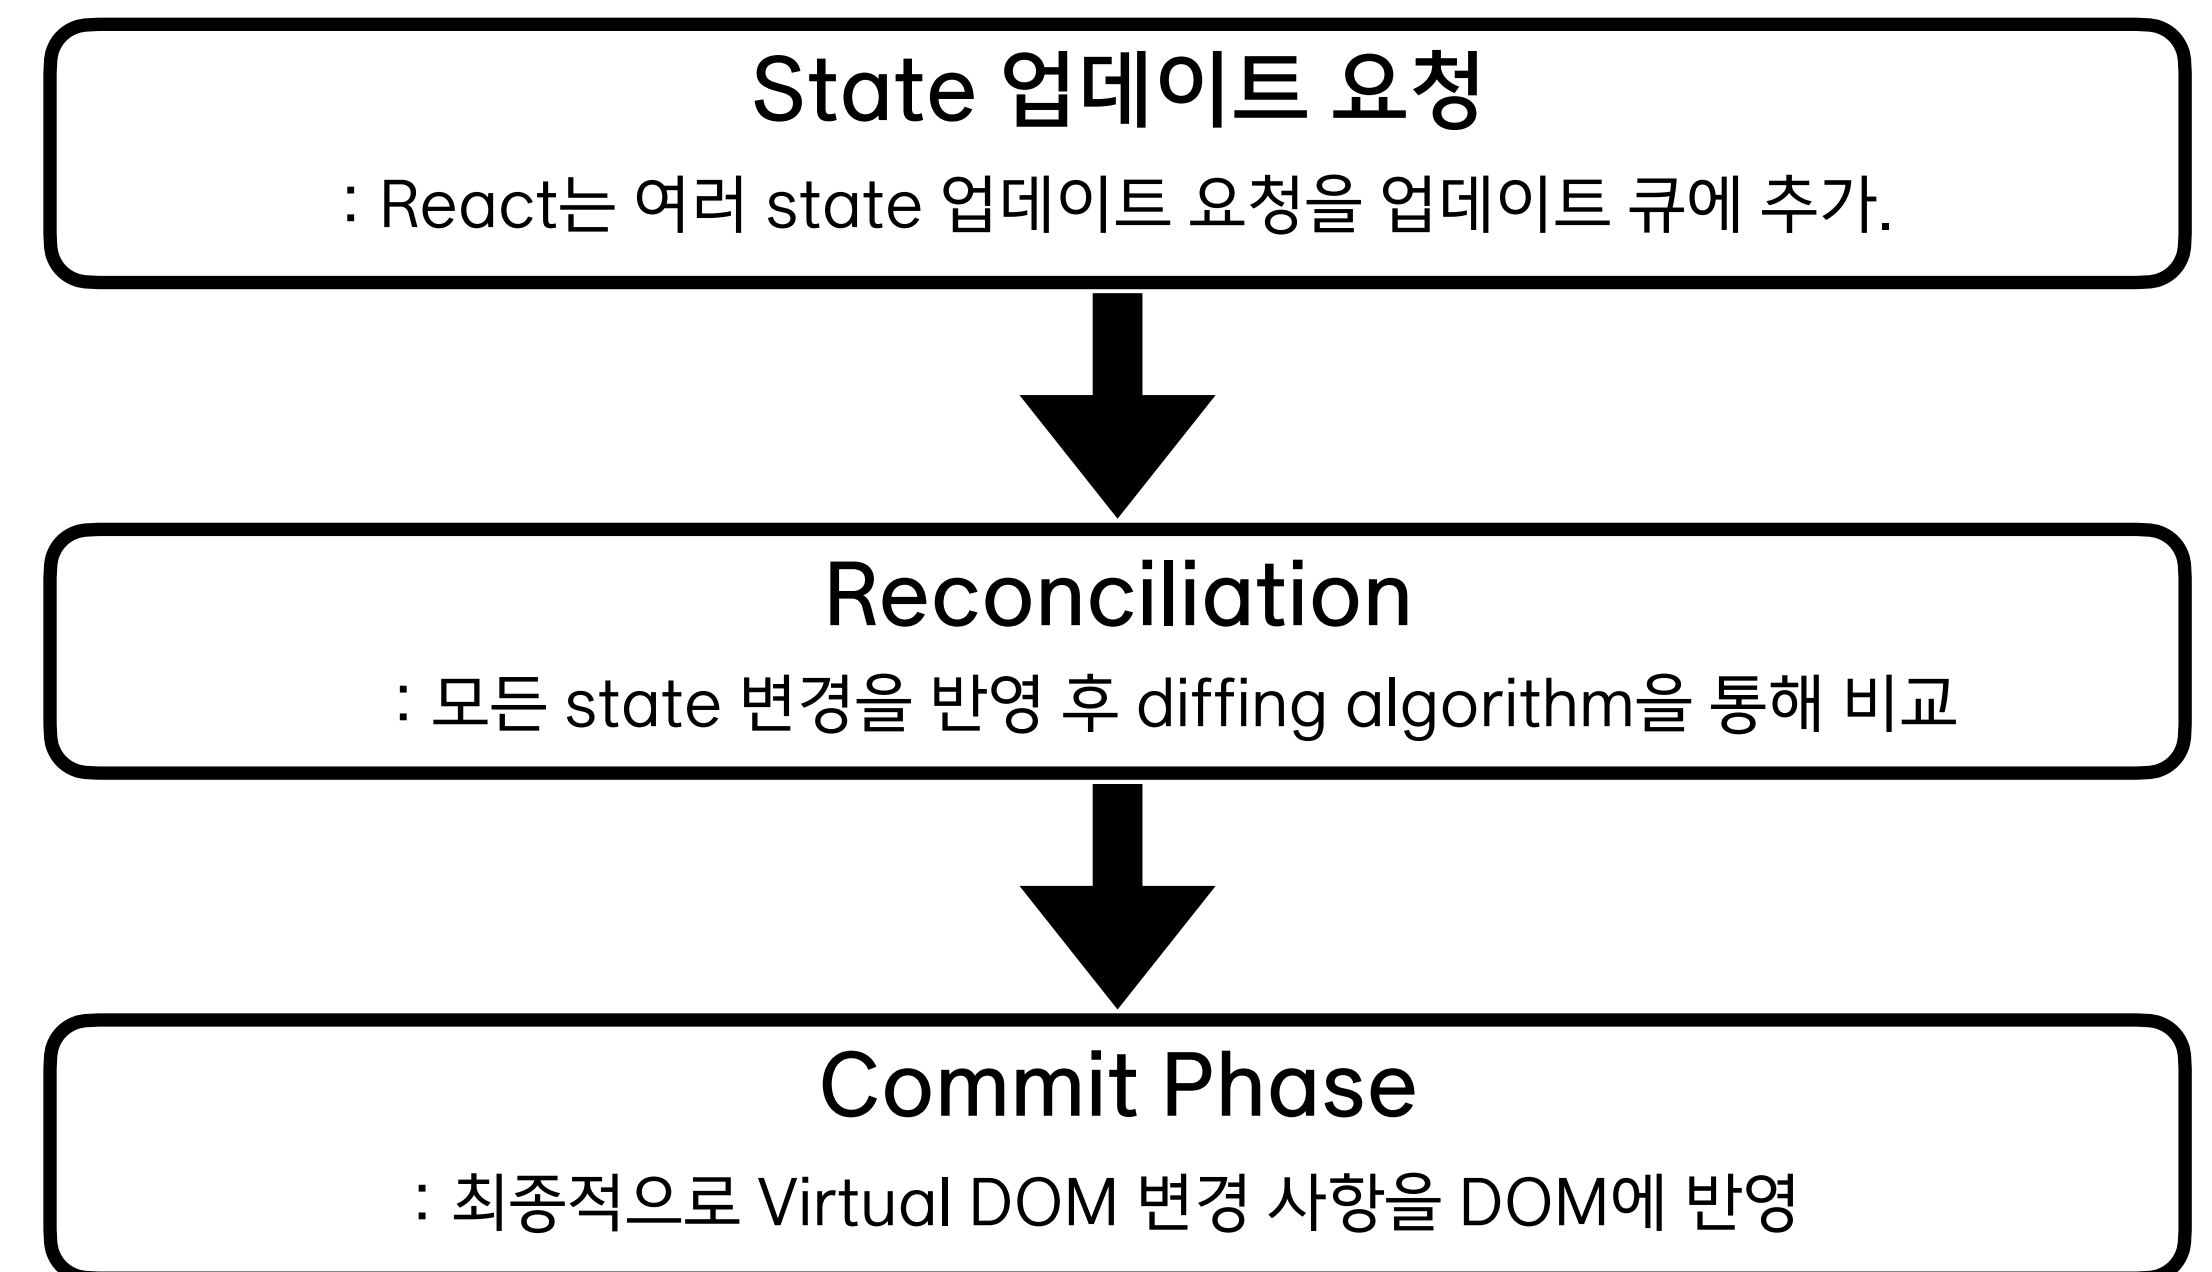 State 업데이트 요청
: React는 여러 state 업데이트 요청을 업데이트 큐에 추가.
Reconciliation
: 모든 state 변경을 반영 후 diffing algorithm을 통해 비교
Commit Phase
: 최종적으로 Virtual DOM 변경 사항을 DOM에 반영